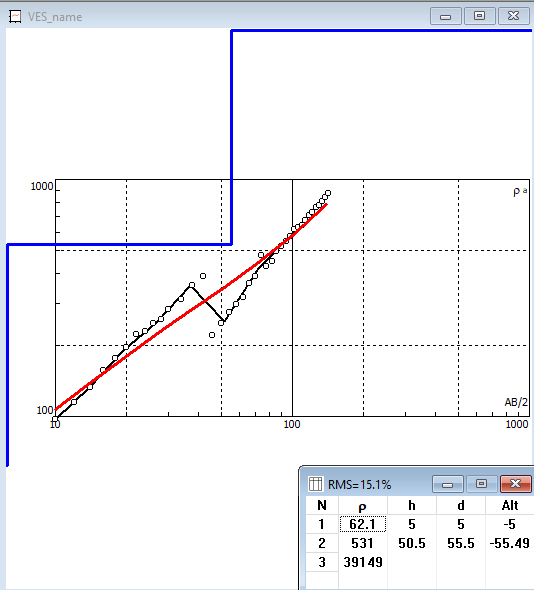 VES_name
1000
ρ a
100
AB/2
10
100
1000
RMS=15.1%
N ρ h d Alt
1 62.1 5 5 -5
2 531 50.5 55.5 -55.49
3 39149